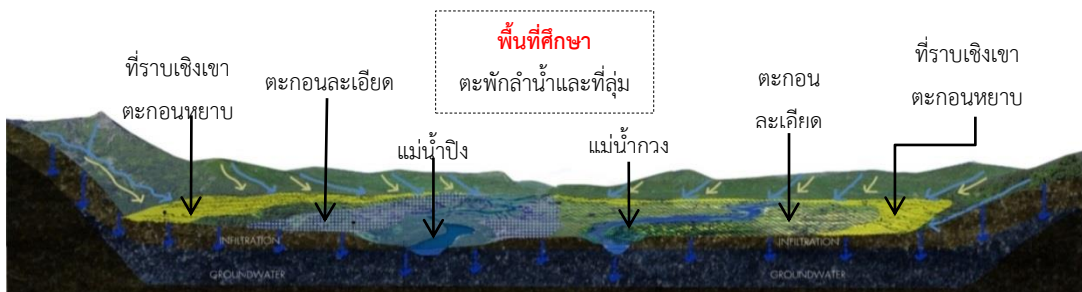 พื้นที่ศึกษา
ตะพักลำน้ำและที่ลุ่ม
ที่ราบเชิงเขา
ตะกอนหยาบ
ตะกอนละเอียด
แม่น้ำปิง
แม่น้ำกวง
ตะกอน
ละเอียด
ที่ราบเชิงเขา
ตะกอนหยาบ
INFILTRATION
INFILTRATION
GROUNDWATER
GROUNDWATER